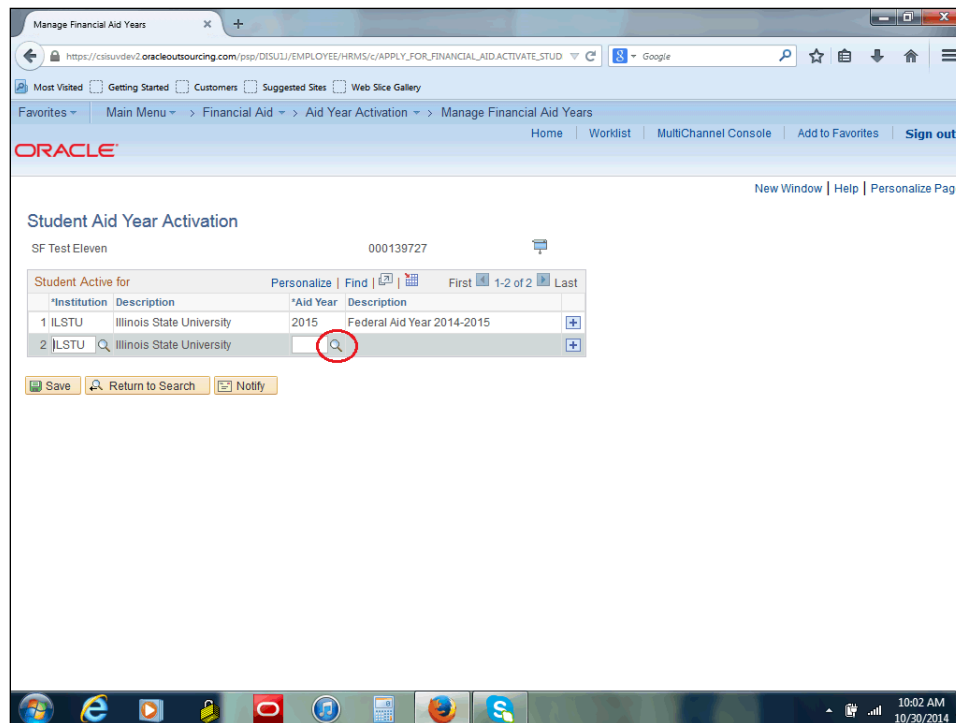 Manage Financial Aid Years × +
https://csisuvdev2.oracleoutsourcing.com/psp/DISU1J/EMPLOYEE/HRMS/c/APPLY_FOR_FINANCIAL_AID.ACTIVATE_STUD
8 Google
Most Visited Getting Started Customers Suggested Sites Web Slice Gallery
Favorites Main Menu > Financial Aid > Aid Year Activation > Manage Financial Aid Years
Home Worklist MultiChannel Console Add to Favorites Sign out
ORACLE
New Window | Help | Personalize Pag
Student Aid Year Activation
SF Test Eleven 000139727
Student Active for Personalize | Find | | First 1-2 of 2 Last
*Institution Description *Aid Year Description
1 ILSTU Illinois State University 2015 Federal Aid Year 2014-2015 +
2 ILSTU Illinois State University +
Save Return to Search Notify
10:02 AM
10/30/2014